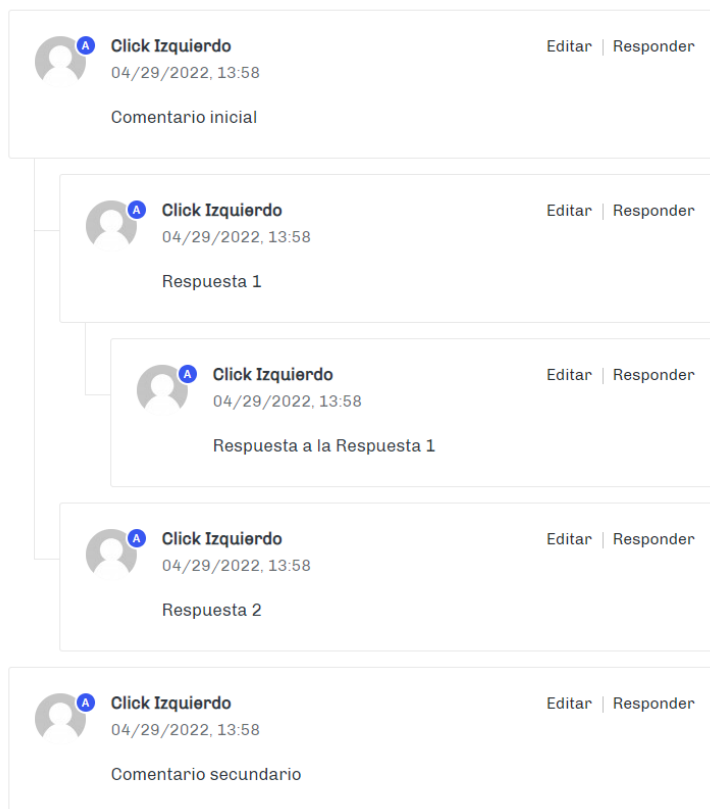 A Click Izquierdo Editar | Responder
04/29/2022, 13:58
Comentario inicial
A Click Izquierdo Editar | Responder
04/29/2022, 13:58
Respuesta 1
A Click Izquierdo Editar | Responder
04/29/2022, 13:58
Respuesta a la Respuesta 1
A Click Izquierdo Editar | Responder
04/29/2022, 13:58
Respuesta 2
A Click Izquierdo Editar | Responder
04/29/2022, 13:58
Comentario secundario